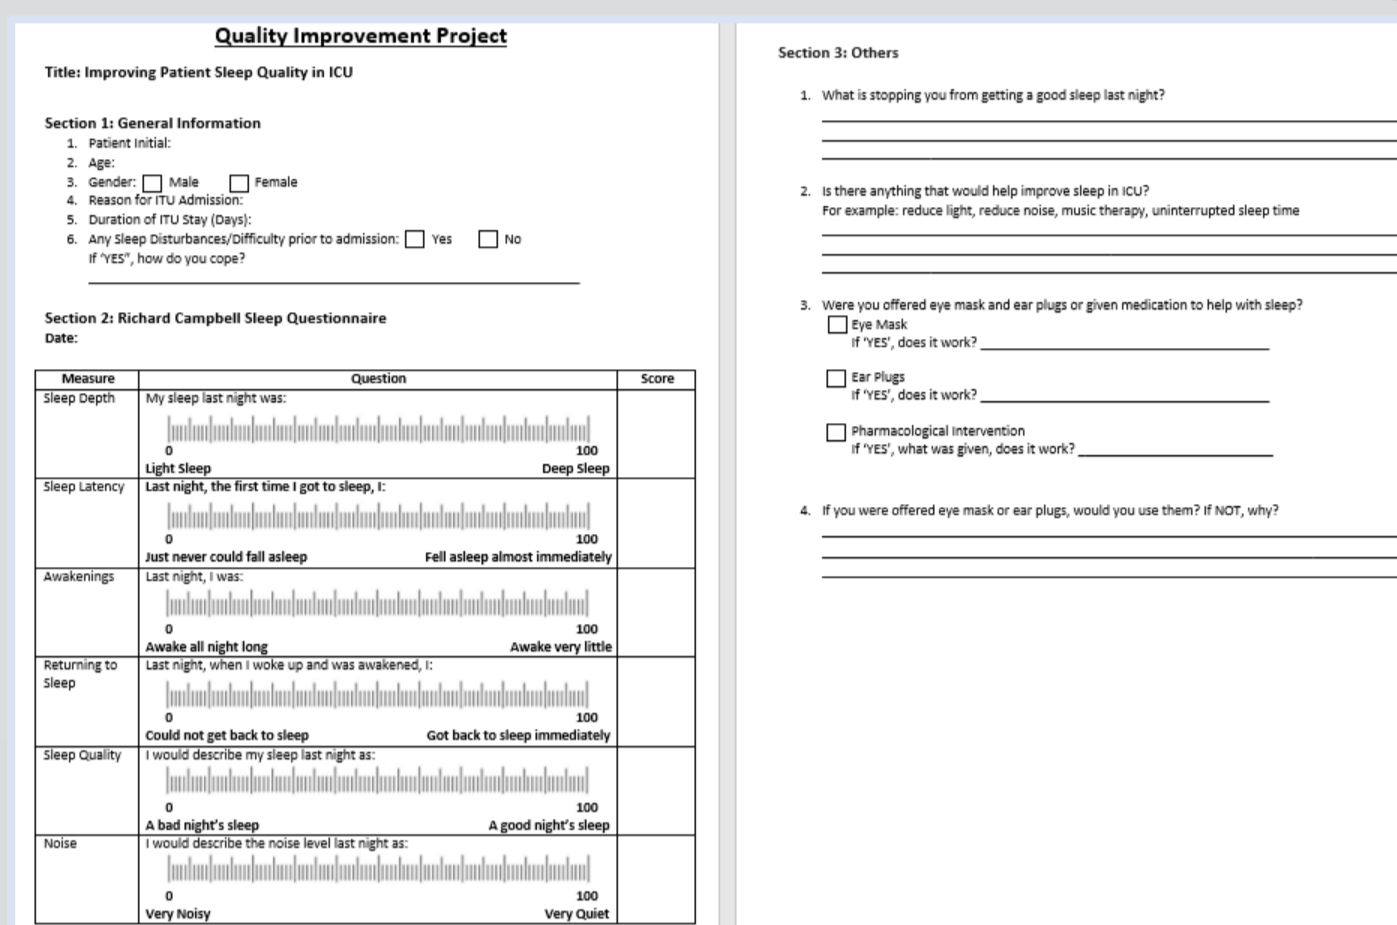 Quality Improvement Project
Title: Improving Patient Sleep Quality in ICU
Section 1: General Information
1. Patient Initial:
2. Age:
3. Gender: Male Female
4. Reason for ITU Admission:
5. Duration of ITU Stay (Days):
6. Any Sleep Disturbances/Difficulty prior to admission: Yes No
If ‘YES”, how do you cope?
Section 2: Richard Campbell Sleep Questionnaire
Date:
Measure Question Score
Sleep Depth My sleep last night was:
0 100
Light Sleep Deep Sleep
Sleep Latency Last night, the first time I got to sleep, I:
0 100
Just never could fall asleep Fell asleep almost immediately
Awakenings Last night, I was:
0 100
Awake all night long Awake very little
Returning to Last night, when I woke up and was awakened, I:
Sleep
0 100
Could not get back to sleep Got back to sleep immediately
Sleep Quality I would describe my sleep last night as:
0 100
A bad night's sleep A good night's sleep
Noise I would describe the noise level last night as:
0 100
Very Noisy Very Quiet
Section 3: Others
1. What is stopping you from getting a good sleep last night?
2. Is there anything that would help improve sleep in ICU?
For example: reduce light, reduce noise, music therapy, uninterrupted sleep time
3. Were you offered eye mask and ear plugs or given medication to help with sleep?
Eye Mask
If ‘YES’, does it work?
Ear Plugs
If ‘YES’, does it work?
Pharmacological Intervention
If ‘YES’, what was given, does it work?
4. If you were offered eye mask or ear plugs, would you use them? If NOT, why?